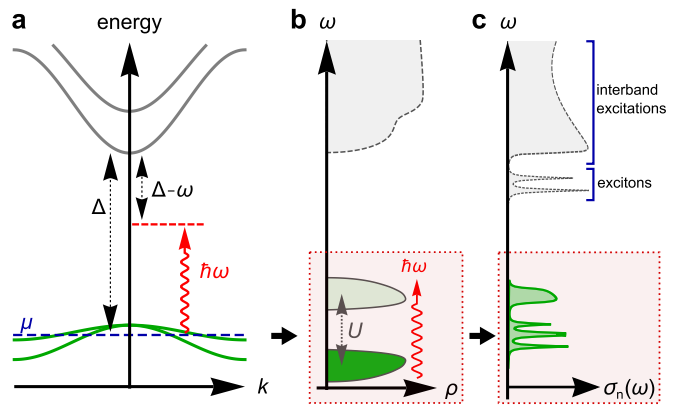 a
energy
Δ
Δ-ω
ħω
μ
k
b
ω
ħω
U
ρ
c
ω
interband
excitations
excitons
σn(ω)